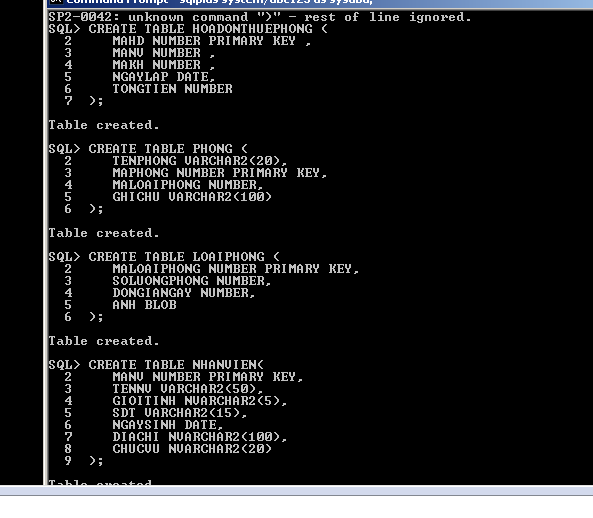 Command Prompt - sqlplus system/abc123 as sysdba;
SP2-0042: unknown command ")" - rest of line ignored.
SQL> CREATE TABLE HOADONTHUEPHONG (
2 MAHD NUMBER PRIMARY KEY ,
3 MANV NUMBER ,
4 MAKH NUMBER ,
5 NGAYLAP DATE,
6 TONGTIEN NUMBER
7 );
Table created.
SQL> CREATE TABLE PHONG (
2 TENPHONG VARCHAR2(20),
3 MAPHONG NUMBER PRIMARY KEY,
4 MALOAIPHONG NUMBER,
5 GHICHU VARCHAR2(100)
6 );
Table created.
SQL> CREATE TABLE LOAIPHONG (
2 MALOAIPHONG NUMBER PRIMARY KEY,
3 SOLUONGPHONG NUMBER,
4 DONGIANGAY NUMBER,
5 ANH BLOB
6 );
Table created.
SQL> CREATE TABLE NHANVIEN(
2 MANV NUMBER PRIMARY KEY,
3 TENNV VARCHAR2(50),
4 GIOITINH NVARCHAR2(5),
5 SDT VARCHAR2(15),
6 NGAYSINH DATE,
7 DIACHI NVARCHAR2(100),
8 CHUCVU NVARCHAR2(20)
9 );
Table created